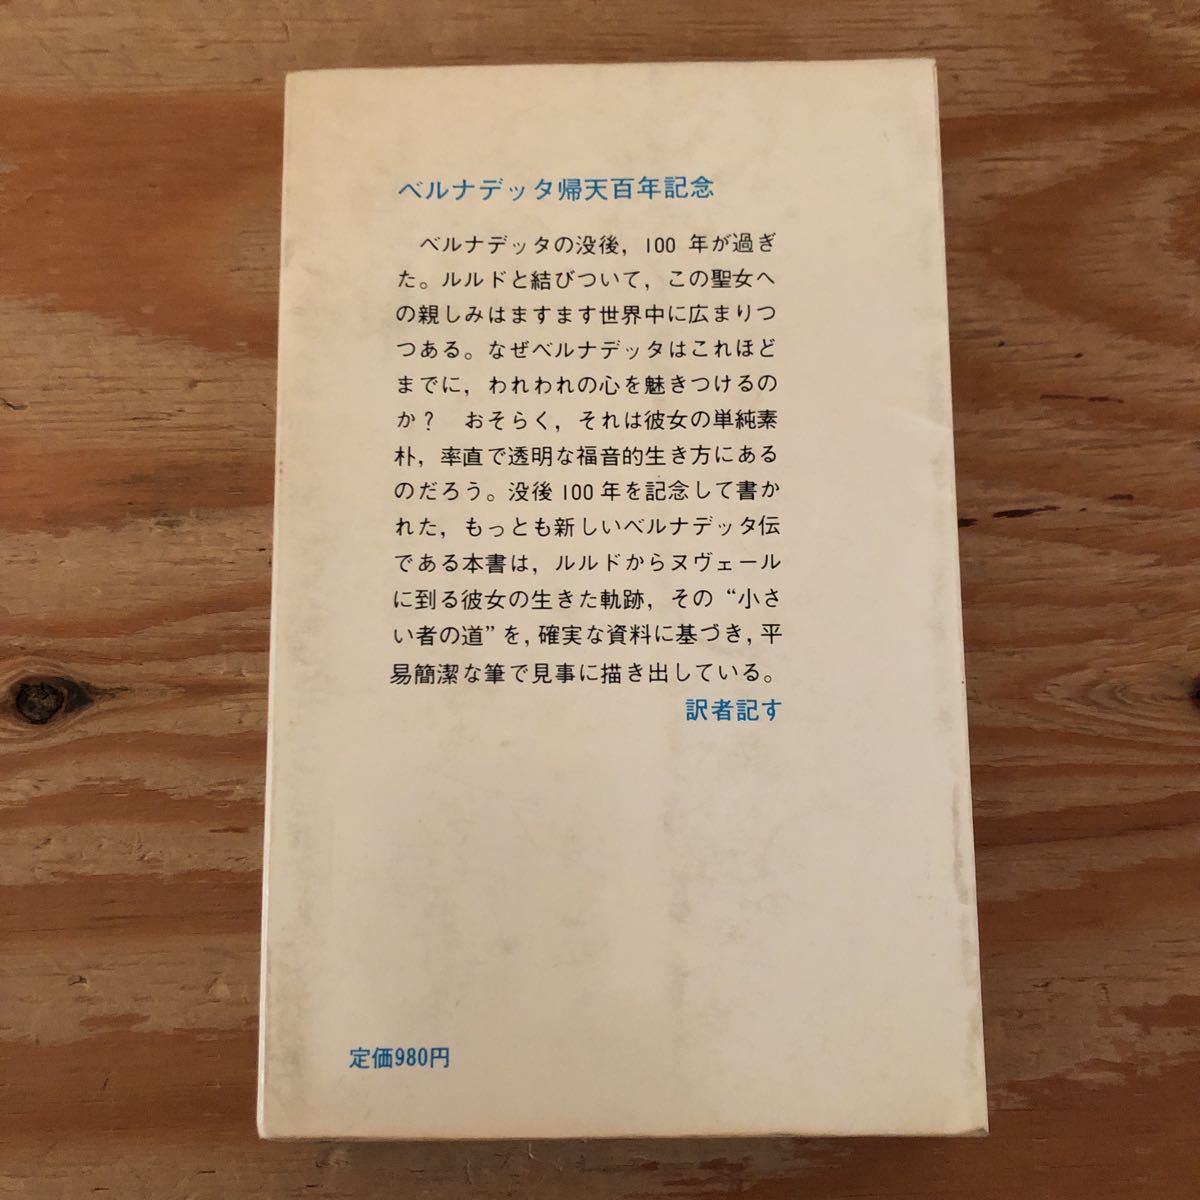 ベルナデッタ帰天百年記念
ベルナデッタの没後，100 年が過ぎ
た。ルルドと結びついて，この聖女へ
の親しみはますます世界中に広まりつ
つある。なぜベルナデッタはこれほど
までに，われわれの心を魅きつけるの
か？　おそらく，それは彼女の単純素
朴，率直で透明な福音的生き方にある
のだろう。没後100年を記念して書か
れた，もっとも新しいベルナデッタ伝
である本書は，ルルドからヌヴェール
に到る彼女の生きた軌跡，その“小さ
い者の道”を，確実な資料に基づき，平
易簡潔な筆で見事に描き出している。
訳者記す
定価980円